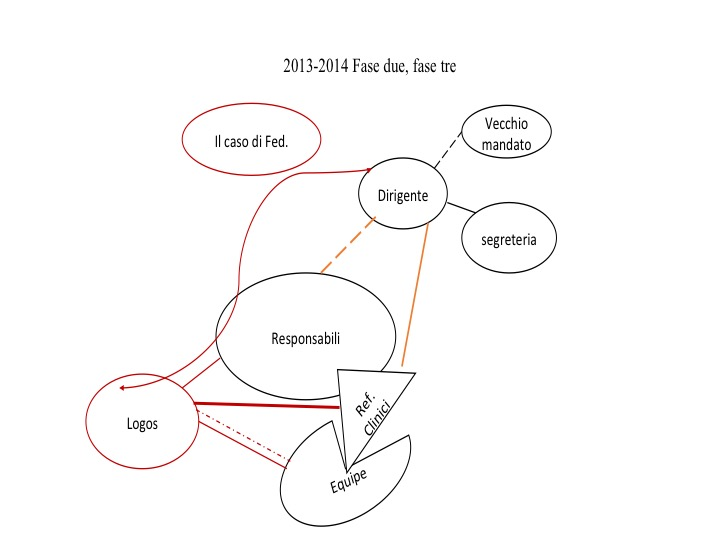 2013-2014 Fase due, fase tre
Vecchio
mandato
Il caso di Fed.
Dirigente
segreteria
Responsabili
Ref.
Clinici
Logos
Equipe